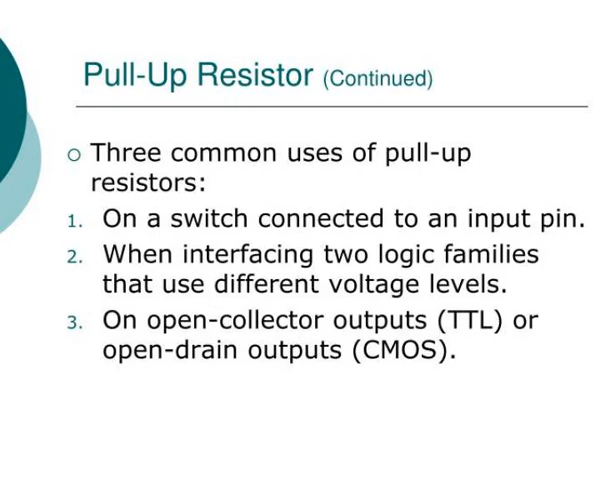 Pull-Up Resistor (Continued)
Three common uses of pull-up
resistors:
1. On a switch connected to an input pin.
2. When interfacing two logic families
that use different voltage levels.
3. On open-collector outputs (TTL) or
open-drain outputs (CMOS).